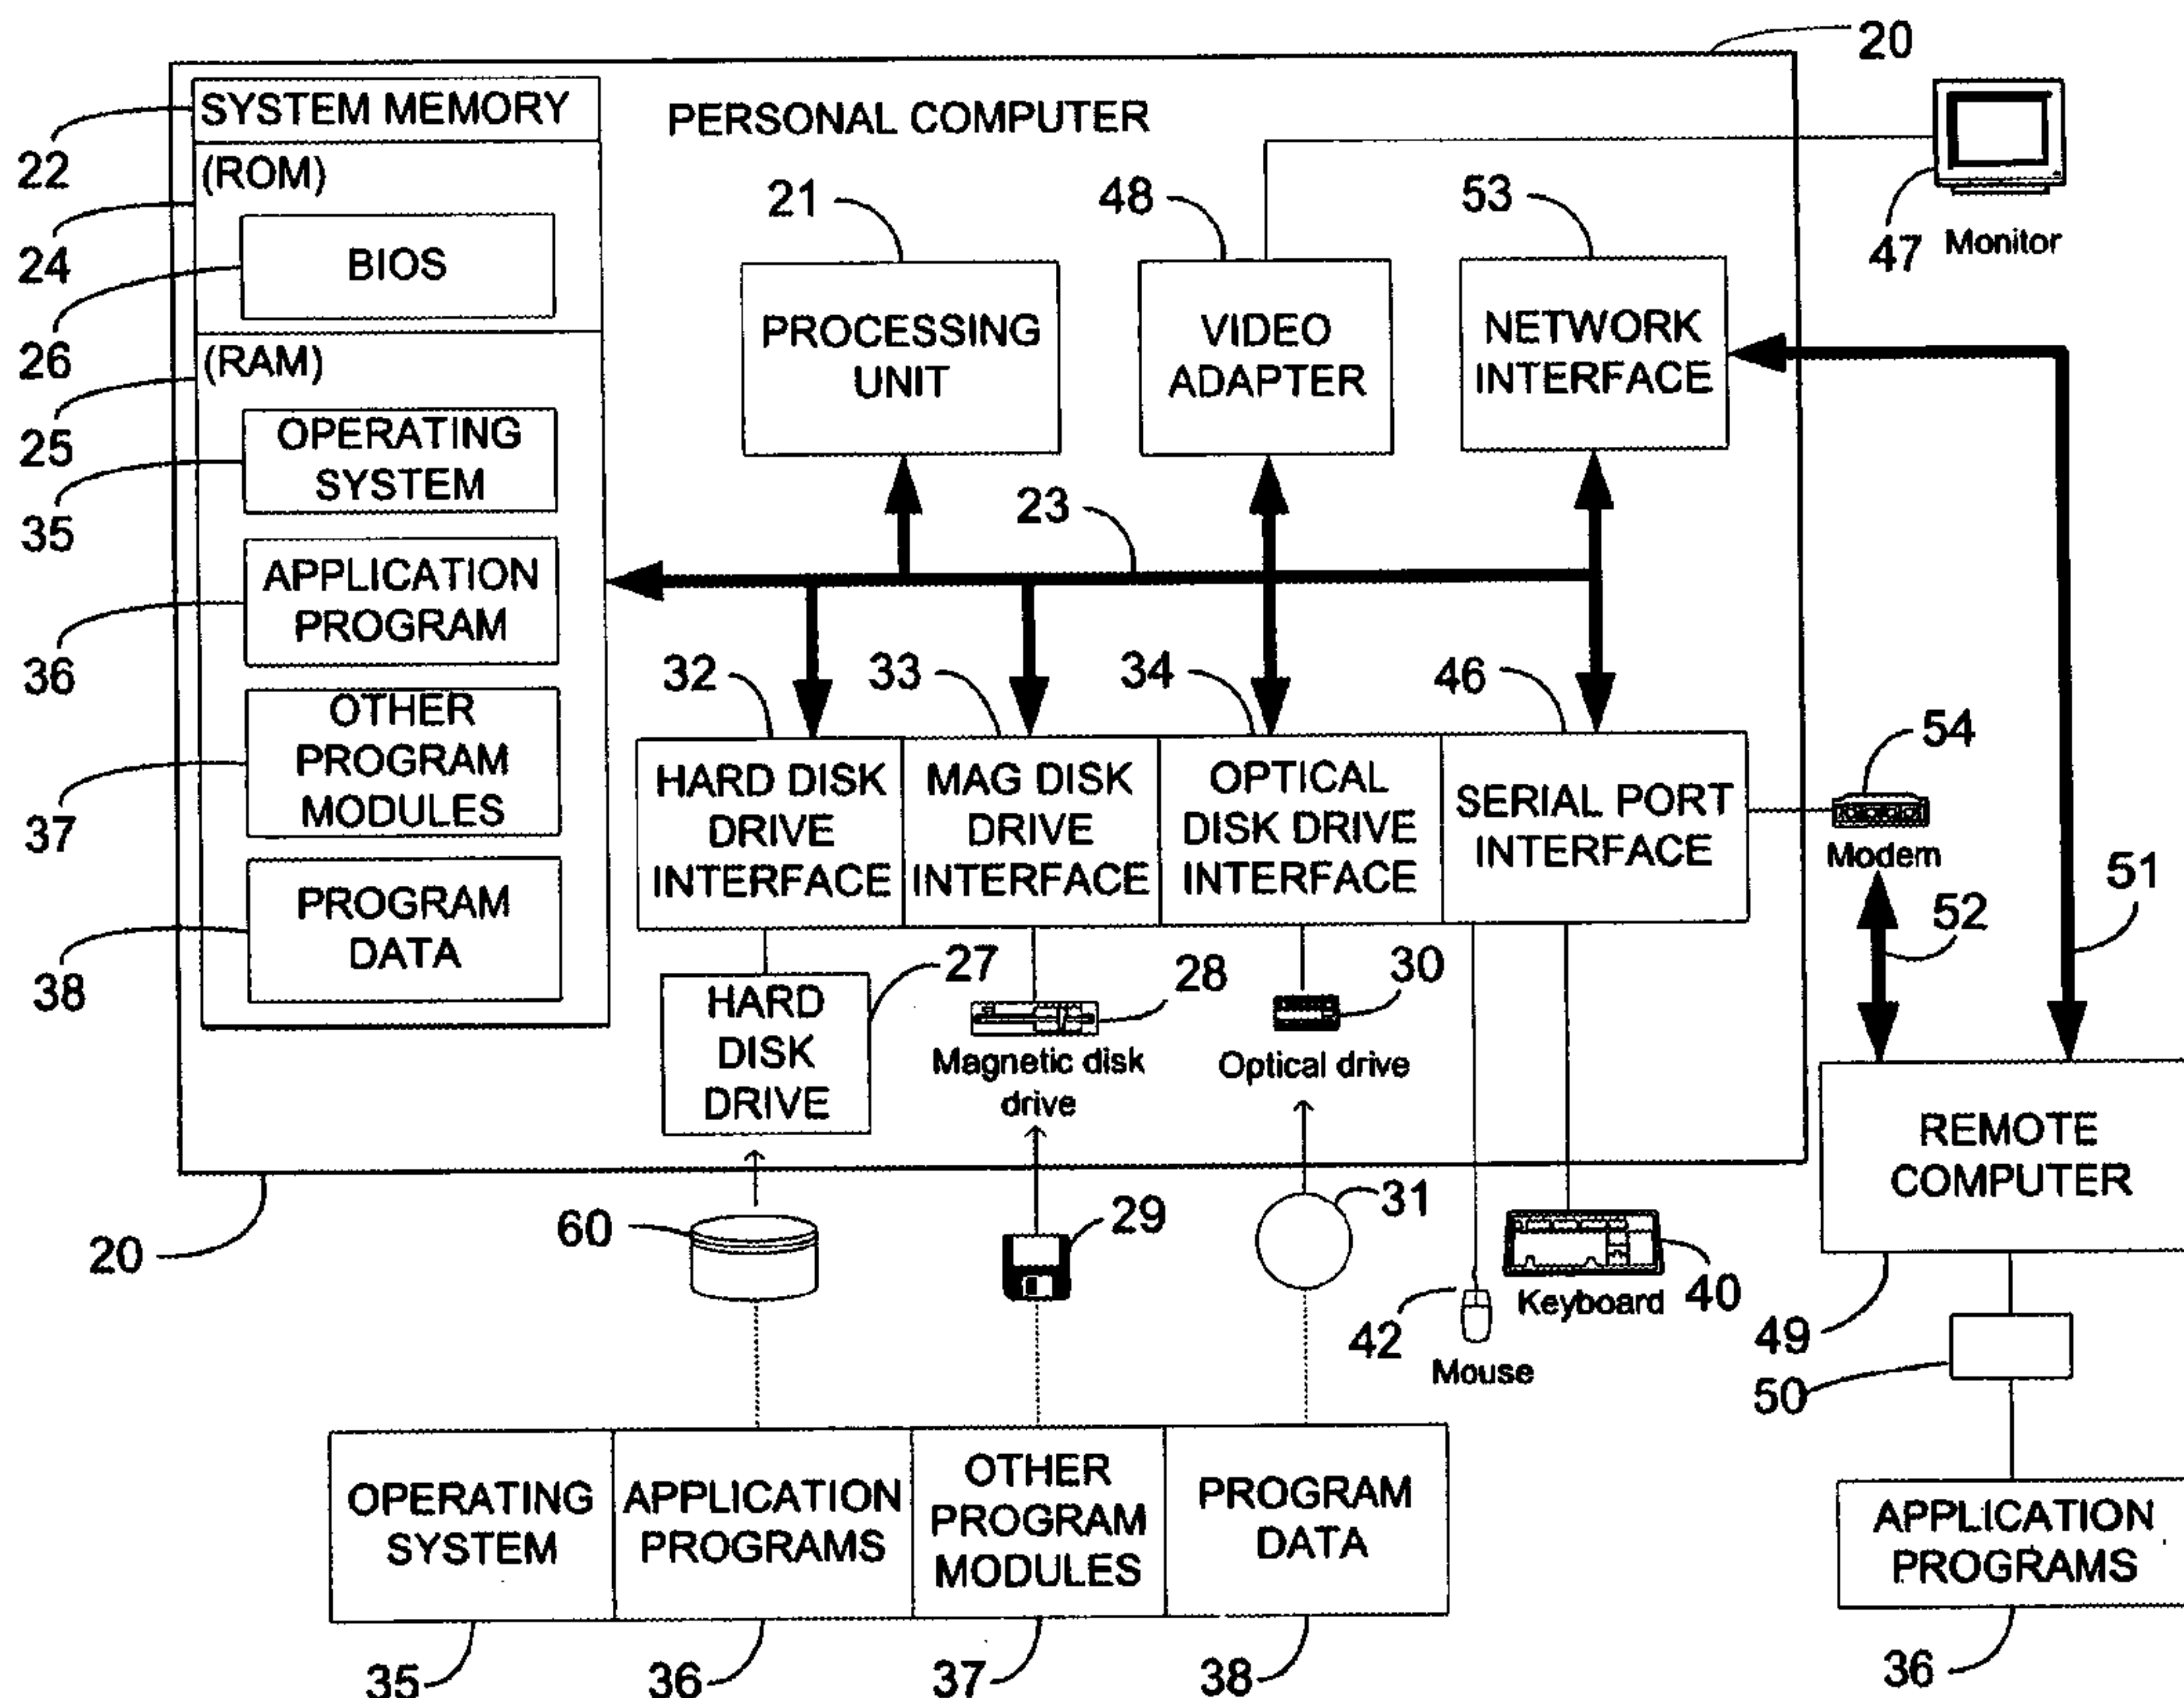 20
SYSTEM MEMORY
PERSONAL COMPUTER
22
(ROM)
24
BIOS
26
(RAM)
25
OPERATING
SYSTEM
35
APPLICATION
PROGRAM
36
OTHER
PROGRAM
MODULES
37
PROGRAM
DATA
38
21
PROCESSING
UNIT
48
VIDEO
ADAPTER
53
NETWORK
INTERFACE
47
Monitor
23
32
HARD DISK
DRIVE
INTERFACE
33
MAG DISK
DRIVE
INTERFACE
34
OPTICAL
DISK DRIVE
INTERFACE
46
SERIAL PORT
INTERFACE
54
Modem
52
51
27
HARD
DISK
DRIVE
28
Magnetic disk
drive
30
Optical drive
20
60
29
31
42
Mouse
Keyboard
40
REMOTE
COMPUTER
49
50
OPERATING
SYSTEM
APPLICATION
PROGRAMS
OTHER
PROGRAM
MODULES
PROGRAM
DATA
APPLICATION
PROGRAMS
35
36
37
38
36